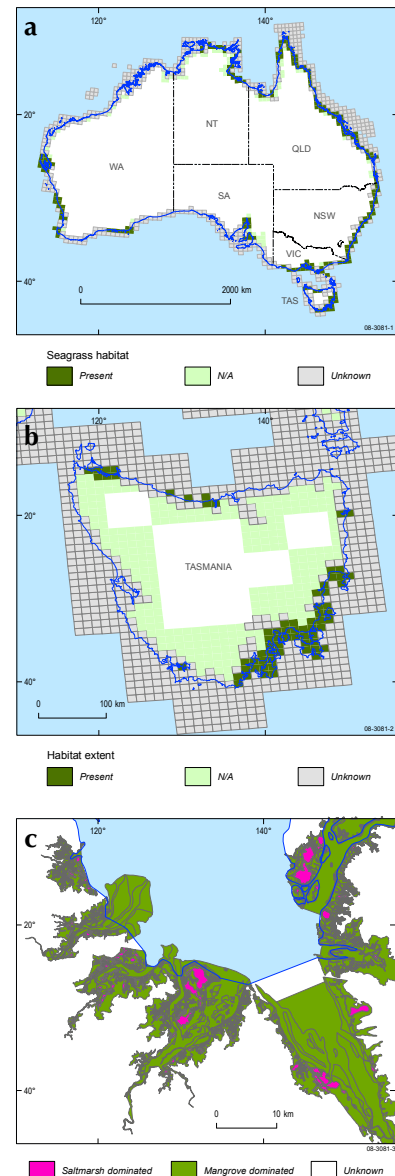 a
120°
140°
20°
NT
WA
QLD
SA
NSW
VIC
40°
0
2000 km
TAS
08-3081-1
Seagrass habitat
Present
N/A
Unknown
b
120°
140°
20°
TASMANIA
40°
0
100 km
08-3081-2
Habitat extent
Present
N/A
Unknown
c
120°
140°
20°
40°
0
10 km
08-3081-3
Saltmarsh dominated
Mangrove dominated
Unknown